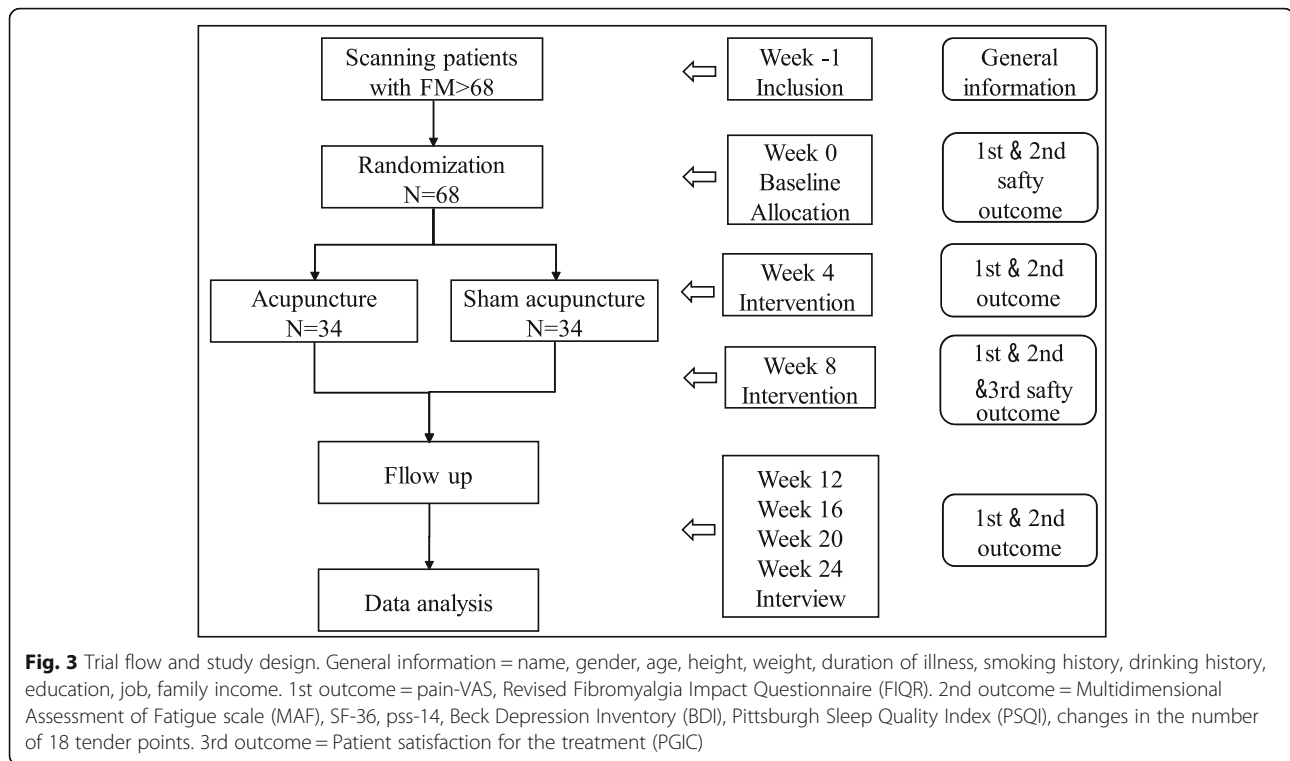 Scanning patients
with FM>68
Week -1
Inclusion
General
information
Randomization
N=68
Week 0
Baseline
Allocation
1st & 2nd
safty
outcome
Acupuncture
N=34
Sham acupuncture
N=34
Week 4
Intervention
1st & 2nd
outcome
Week 8
Intervention
1st & 2nd
&3rd safty
outcome
Fllow up
Week 12
Week 16
Week 20
Week 24
Interview
1st & 2nd
outcome
Data analysis
Fig. 3 Trial flow and study design. General information = name, gender, age, height, weight, duration of illness, smoking history, drinking history,
education, job, family income. 1st outcome = pain-VAS, Revised Fibromyalgia Impact Questionnaire (FIQR). 2nd outcome = Multidimensional
Assessment of Fatigue scale (MAF), SF-36, pss-14, Beck Depression Inventory (BDI), Pittsburgh Sleep Quality Index (PSQI), changes in the number
of 18 tender points. 3rd outcome = Patient satisfaction for the treatment (PGIC)